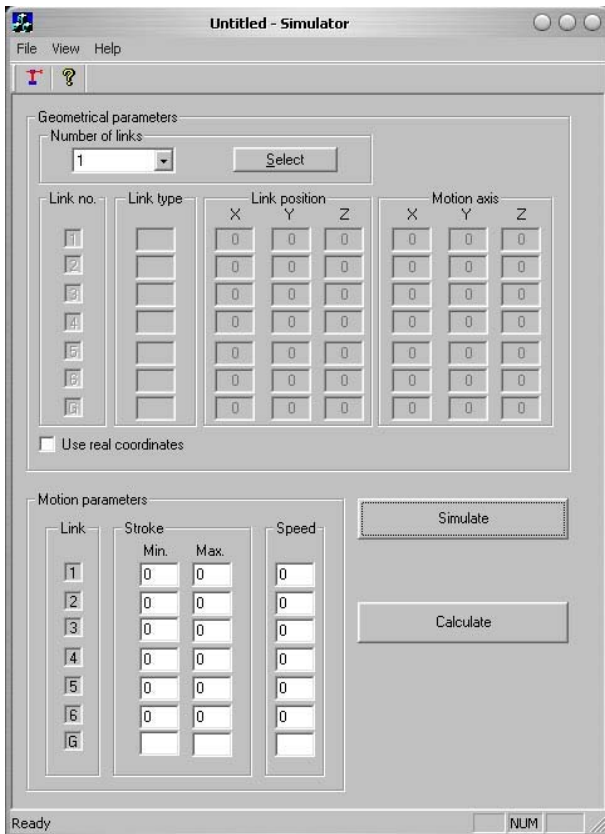 Untitled - Simulator
File View Help
Geometrical parameters
Number of links
1 Select
Link no. Link type Link position Motion axis
X Y Z X Y Z
1 0 0 0 0 0 0
2 0 0 0 0 0 0
3 0 0 0 0 0 0
4 0 0 0 0 0 0
5 0 0 0 0 0 0
6 0 0 0 0 0 0
G 0 0 0 0 0 0
Use real coordinates
Motion parameters
Simulate
Link Stroke Speed
Min. Max.
1 0 0 0
2 0 0 0
Calculate
3 0 0 0
4 0 0 0
5 0 0 0
6 0 0 0
G
Ready NUM